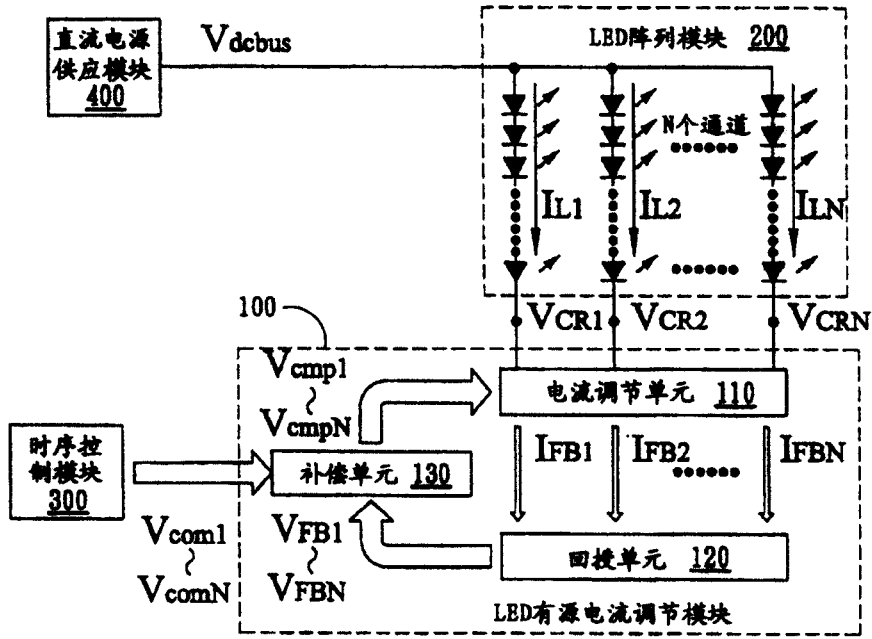 直流电源
供应模块
400
Vdcbus
LED阵列模块 200
N个通道
IL1
IL2
ILN
VCR1
VCR2
VCRN
100
Vcmp1
~
VcmpN
电流调节单元 110
时序控
制模块
300
补偿单元 130
IFB1
IFB2
IFBN
Vcom1
~
VcomN
VFB1
~
VFBN
回授单元 120
LED有源电流调节模块